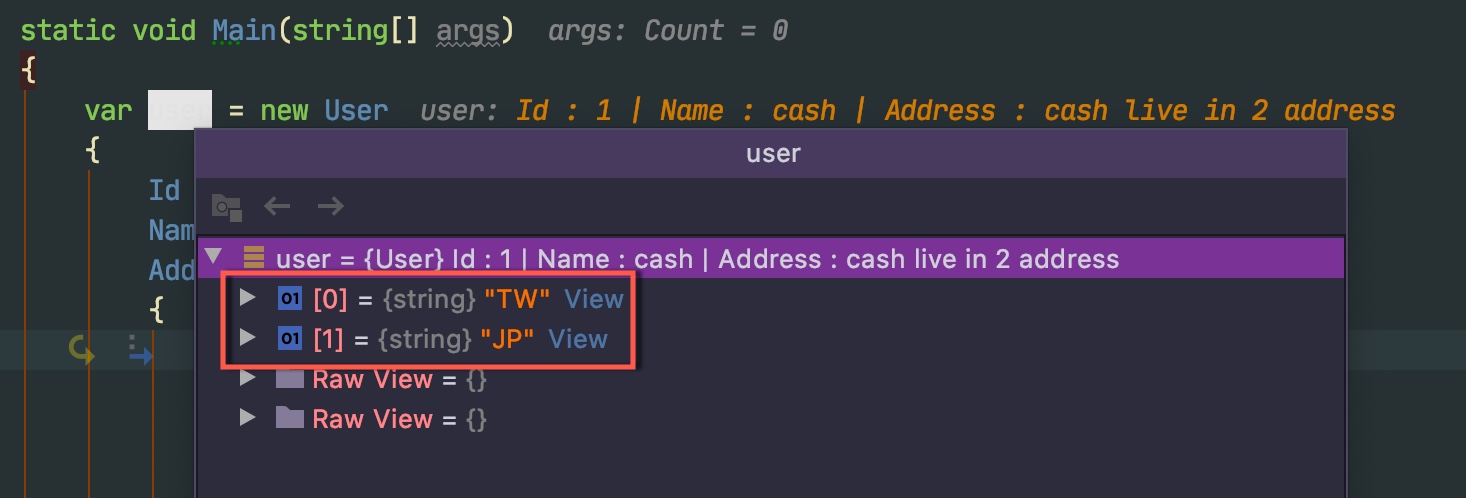 static void Main(string[] args) args: Count = 0
{
var user = new User user: Id : 1 | Name : cash | Address : cash live in 2 address
{
user
Id
Nam
user = {User} Id : 1 | Name : cash | Address : cash live in 2 address
Add
01 [0] = {string} "TW" View
{
01 [1] = {string} "JP" View
Raw View = {}
Raw View = {}